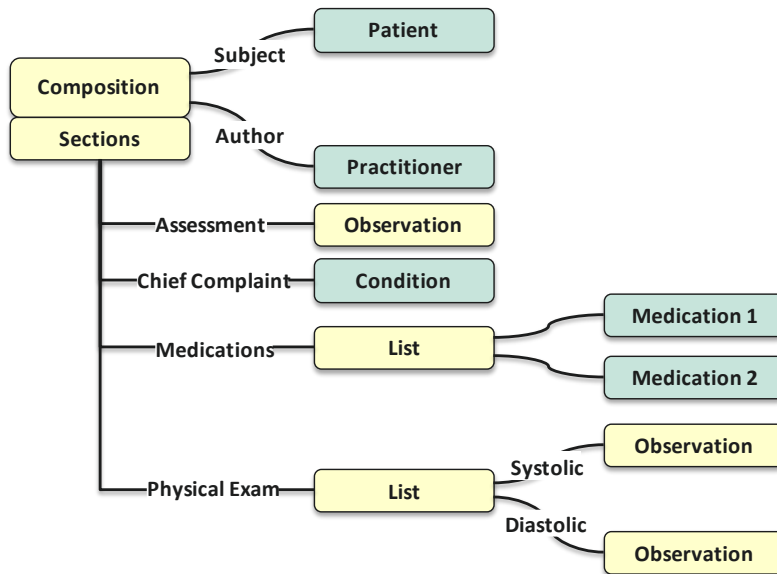 Patient
Subject
Composition
Author
Sections
Practitioner
Assessment
Observation
Chief Complaint
Condition
Medications
List
Medication 1
Medication 2
Physical Exam
List
Systolic
Observation
Diastolic
Observation